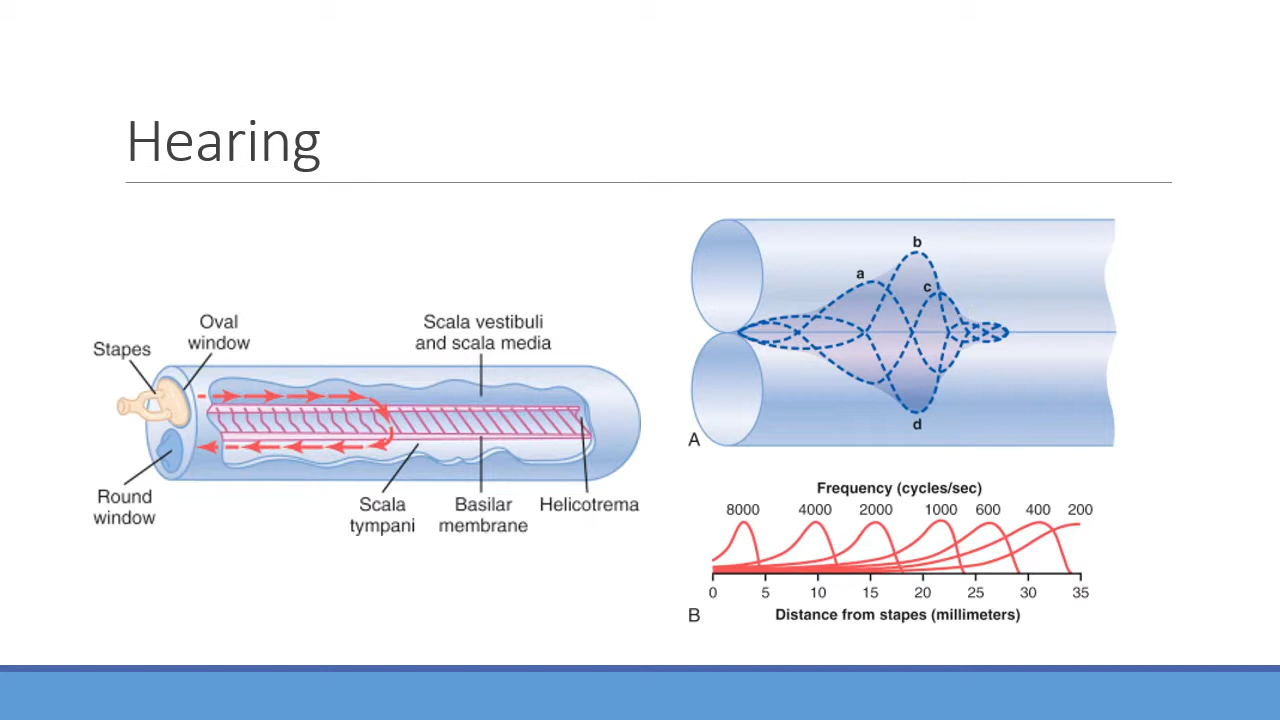 Hearing
Oval
window
Stapes
Scala vestibuli
and scala media
Round
window
Scala
tympani
Basilar
membrane
Helicotrema
b
a
c
d
A
Frequency (cycles/sec)
8000 4000 2000 1000 600 400 200
0 5 10 15 20 25 30 35
B
Distance from stapes (millimeters)